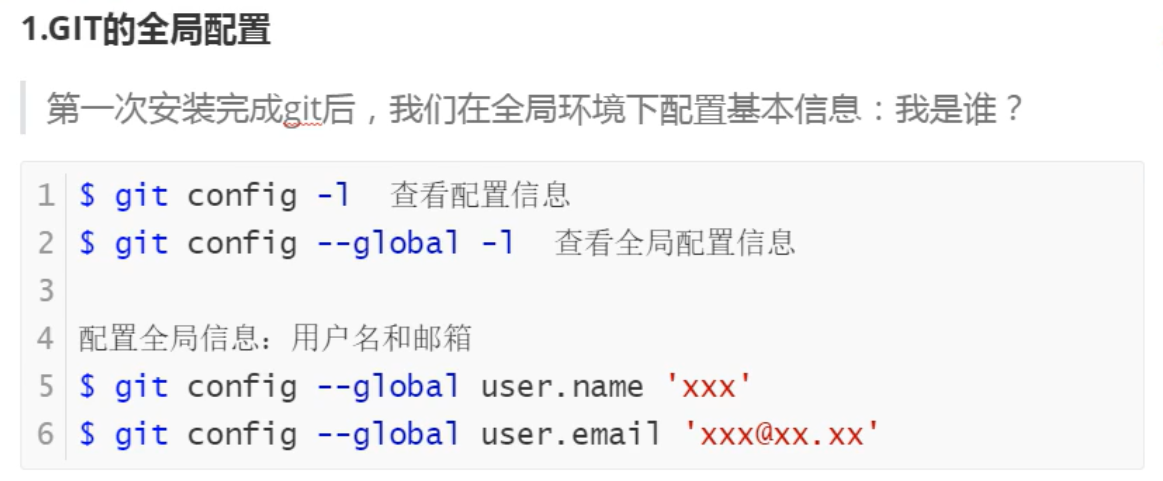 1.GIT的全局配置
第一次安装完成git后，我们在全局环境下配置基本信息：我是谁？
1 $ git config -l 查看配置信息
2 $ git config --global -l 查看全局配置信息
3
4 配置全局信息：用户名和邮箱
5 $ git config --global user.name 'xxx'
6 $ git config --global user.email 'xxx@xx.xx'